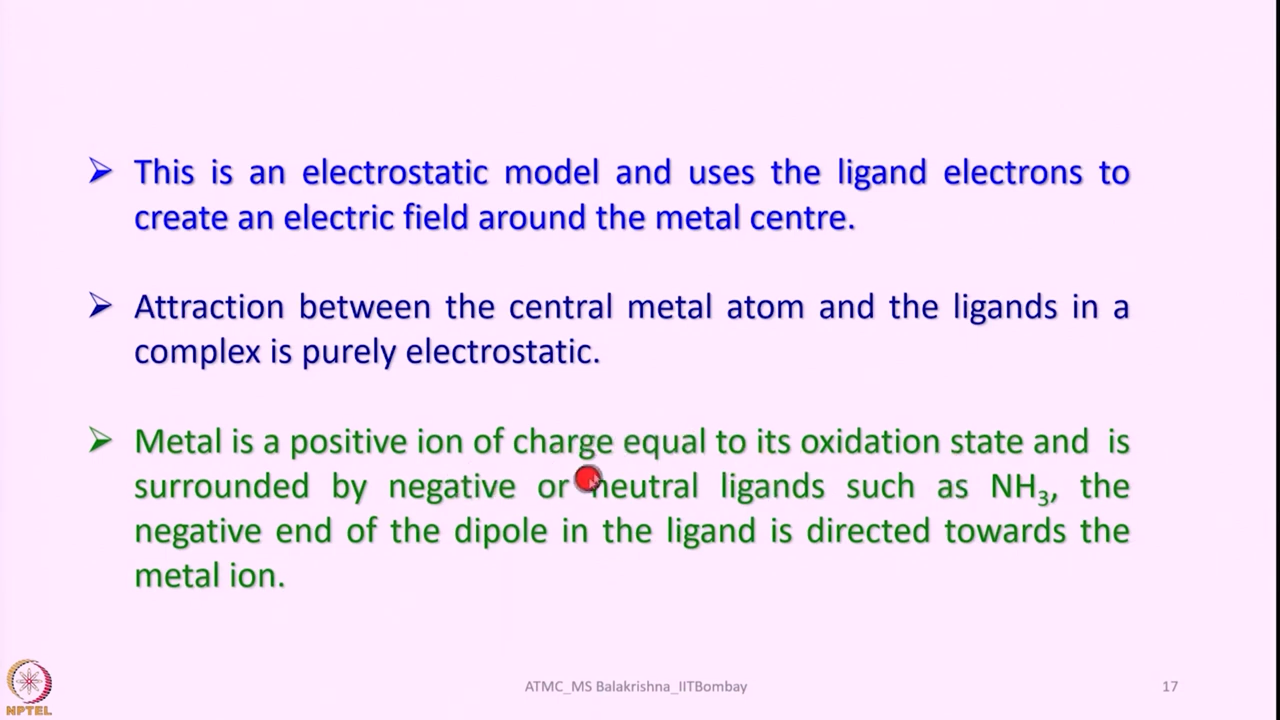 This is an electrostatic model and uses the ligand electrons to
create an electric field around the metal centre.
Attraction between the central metal atom and the ligands in a
complex is purely electrostatic.
Metal is a positive ion of charge equal to its oxidation state and is
surrounded by negative or neutral ligands such as NH₃, the
negative end of the dipole in the ligand is directed towards the
metal ion.
ATMC_MS Balakrishna_IITBombay
17
NPTEL